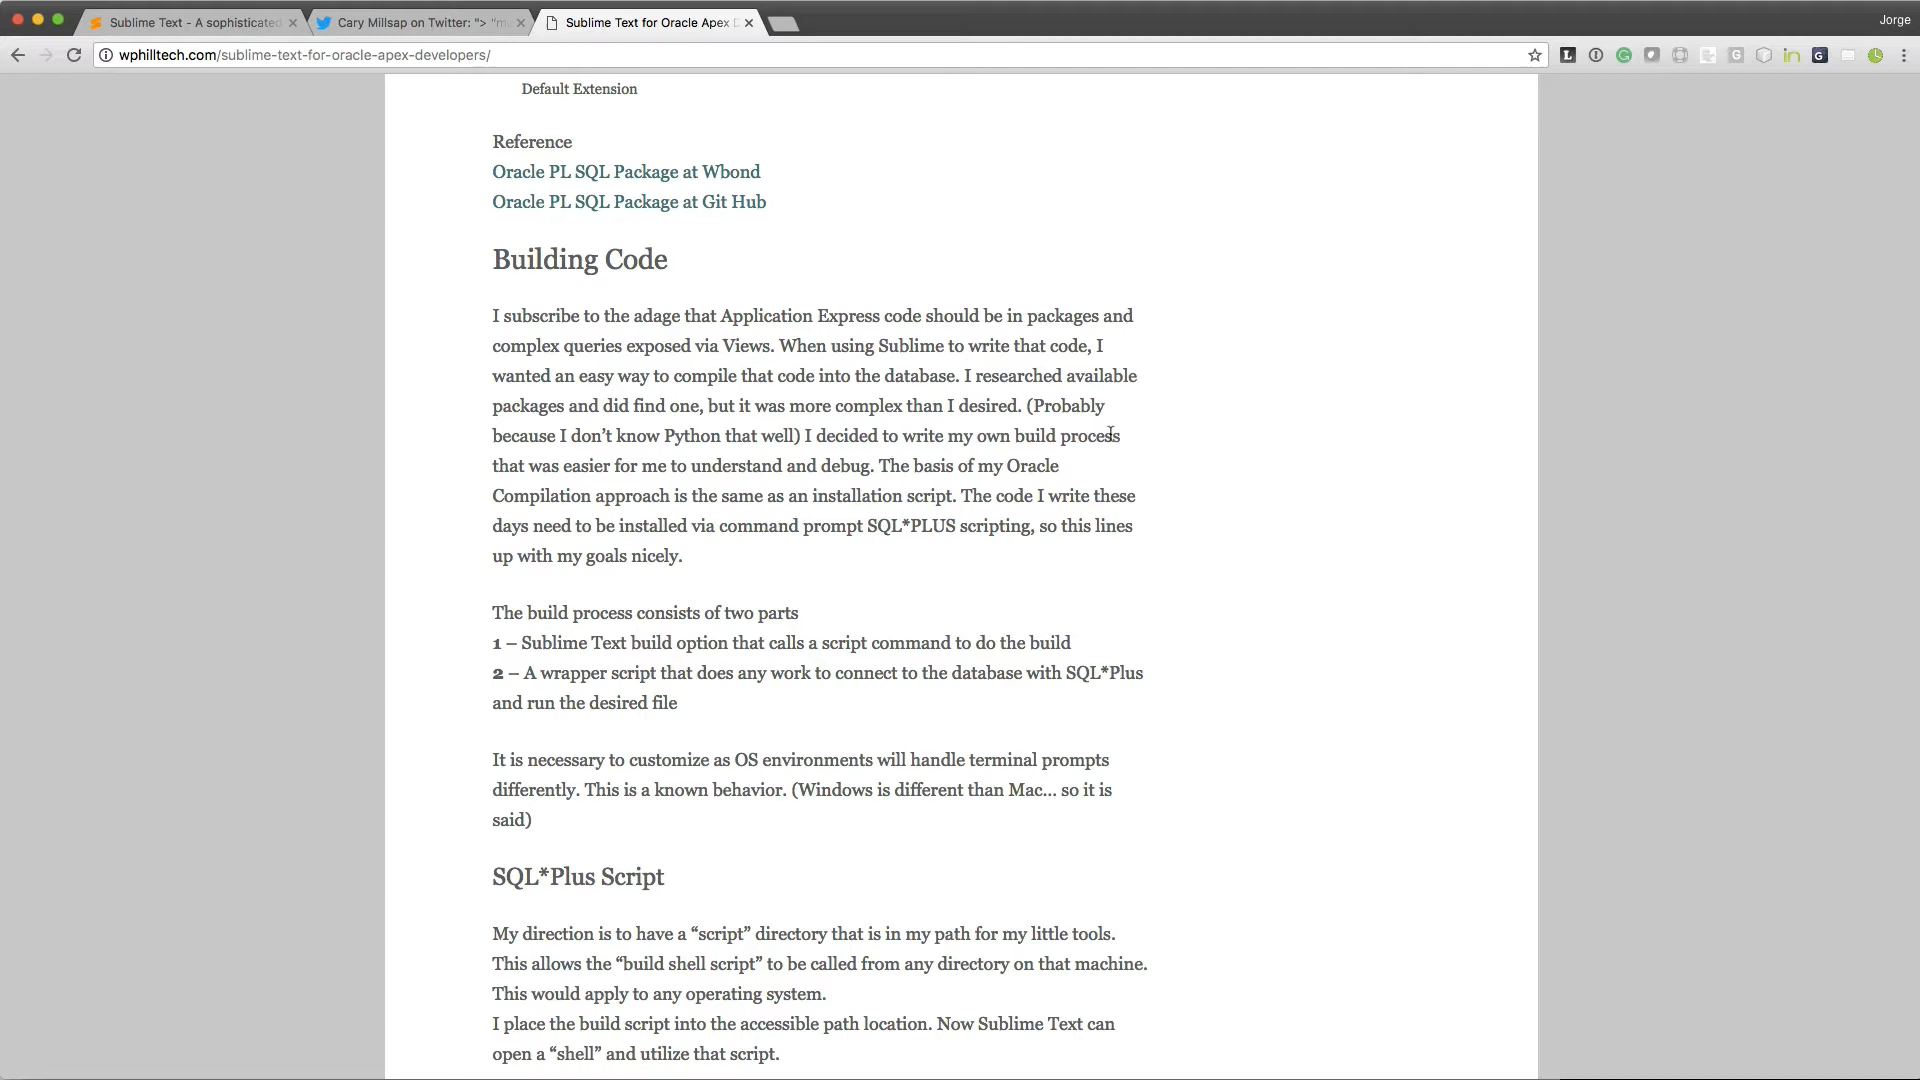 Sublime Text - A sophisticated
Cary Millsap on Twitter: "> "m
Sublime Text for Oracle Apex D
Jorge
wphilltech.com/sublime-text-for-oracle-apex-developers/
Default Extension
Reference
Oracle PL SQL Package at Wbond
Oracle PL SQL Package at Git Hub
Building Code
I subscribe to the adage that Application Express code should be in packages and
complex queries exposed via Views. When using Sublime to write that code, I
wanted an easy way to compile that code into the database. I researched available
packages and did find one, but it was more complex than I desired. (Probably
because I don’t know Python that well) I decided to write my own build process
that was easier for me to understand and debug. The basis of my Oracle
Compilation approach is the same as an installation script. The code I write these
days need to be installed via command prompt SQL*PLUS scripting, so this lines
up with my goals nicely.
The build process consists of two parts
1 – Sublime Text build option that calls a script command to do the build
2 – A wrapper script that does any work to connect to the database with SQL*Plus
and run the desired file
It is necessary to customize as OS environments will handle terminal prompts
differently. This is a known behavior. (Windows is different than Mac… so it is
said)
SQL*Plus Script
My direction is to have a “script” directory that is in my path for my little tools.
This allows the “build shell script” to be called from any directory on that machine.
This would apply to any operating system.
I place the build script into the accessible path location. Now Sublime Text can
open a “shell” and utilize that script.